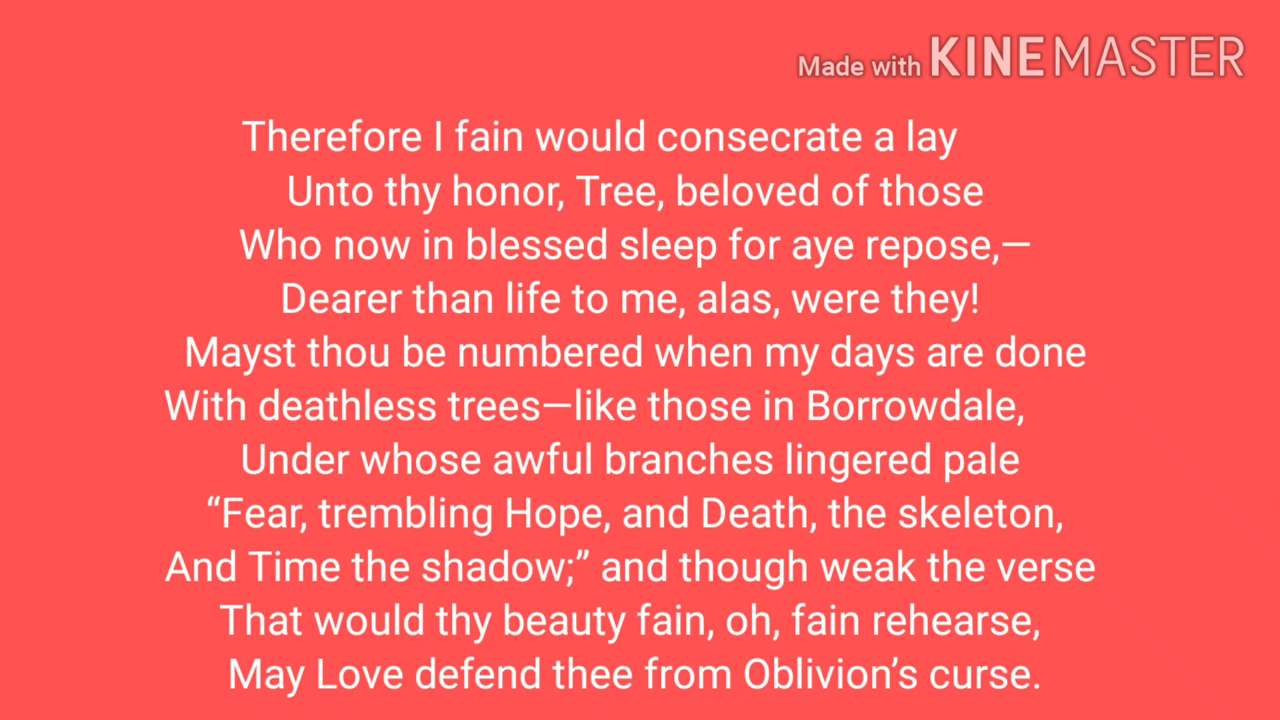 Made with KINEMASTER
Therefore I fain would consecrate a lay
Unto thy honor, Tree, beloved of those
Who now in blessed sleep for aye repose,—
Dearer than life to me, alas, were they!
Mayst thou be numbered when my days are done
With deathless trees—like those in Borrowdale,
Under whose awful branches lingered pale
“Fear, trembling Hope, and Death, the skeleton,
And Time the shadow;” and though weak the verse
That would thy beauty fain, oh, fain rehearse,
May Love defend thee from Oblivion’s curse.